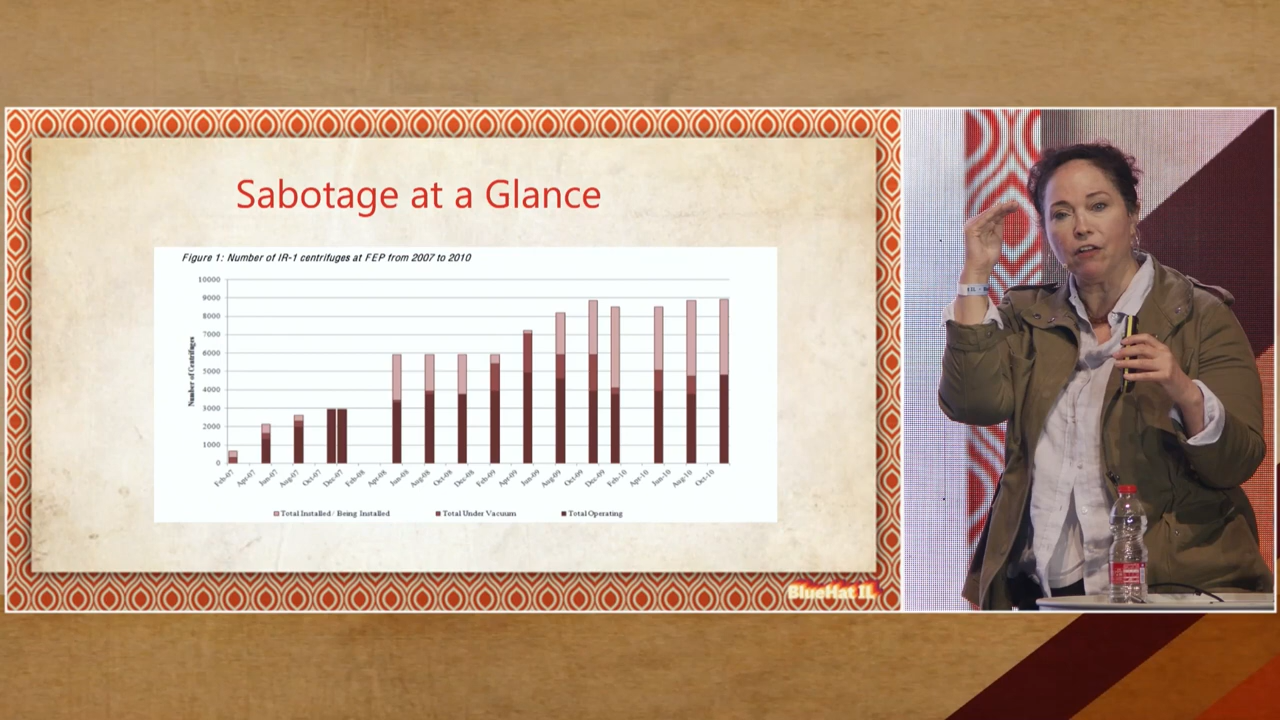 Sabotage at a Glance
Figure 1: Number of IR-1 centrifuges at FEP from 2007 to 2010
Number of Centrifuges
10000
9000
8000
7000
6000
5000
4000
3000
2000
1000
0
Feb-07
Apr-07
Jun-07
Aug-07
Oct-07
Dec-07
Feb-08
Apr-08
Jun-08
Aug-08
Oct-08
Dec-08
Feb-09
Apr-09
Jun-09
Aug-09
Oct-09
Dec-09
Feb-10
Apr-10
Jun-10
Aug-10
Oct-10
Total Installed / Being Installed
Total Under Vacuum
Total Operating
BlueHat IL